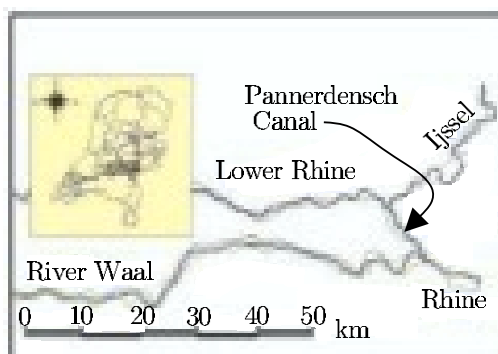 Pannerdensch
Canal
Ijssel
Lower Rhine
River Waal
Rhine
0 10 20 30 40 50 km